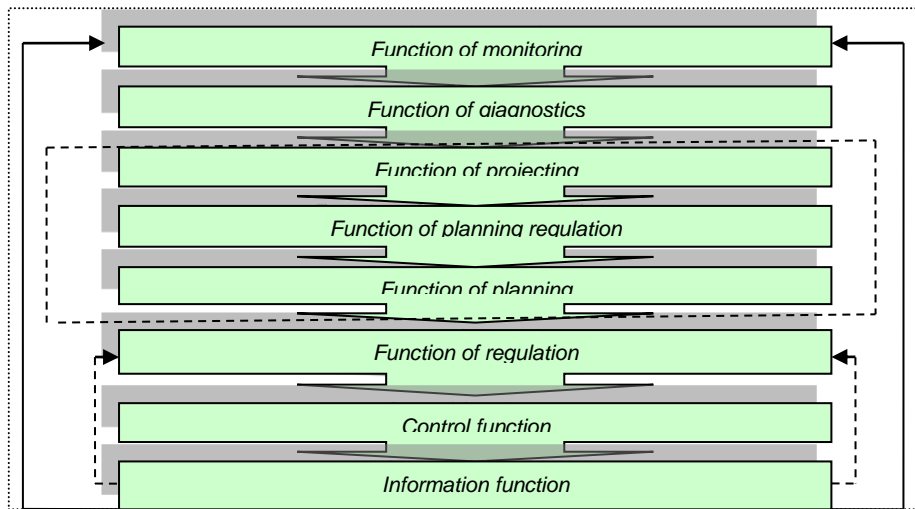 Function of monitoring
Function of diagnostics
Function of projecting
Function of planning regulation
Function of planning
Function of regulation
Control function
Information function